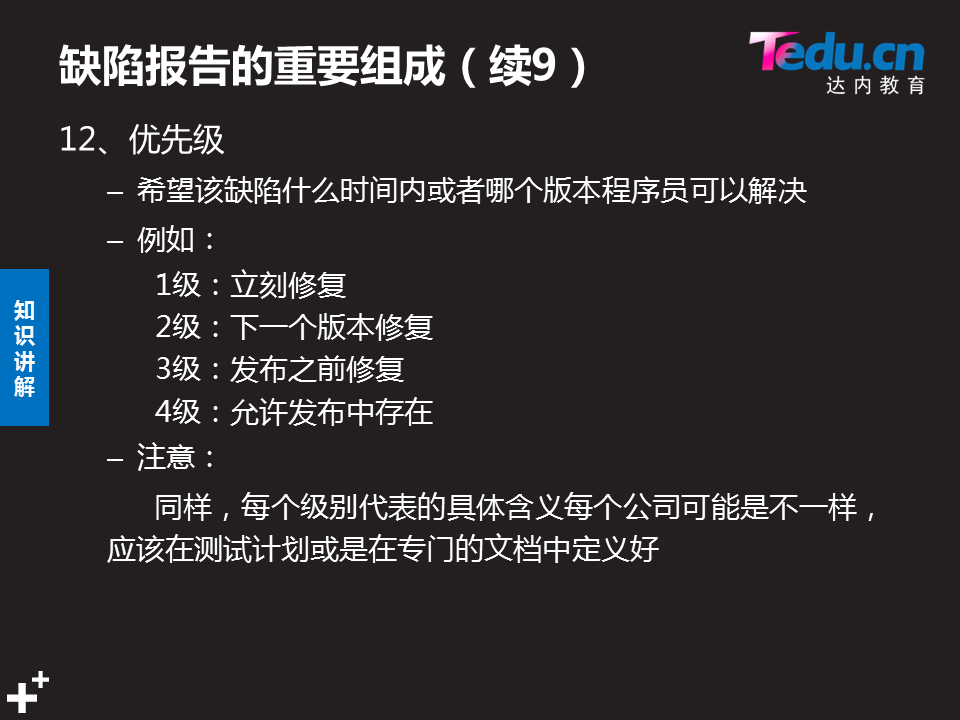 缺陷报告的重要组成（续9）
Tedu.cn
达内教育
12、优先级
– 希望该缺陷什么时间内或者哪个版本程序员可以解决
– 例如：
1级：立刻修复
2级：下一个版本修复
3级：发布之前修复
4级：允许发布中存在
– 注意：
同样，每个级别代表的具体含义每个公司可能是不一样，
应该在测试计划或是在专门的文档中定义好
知
识
讲
解